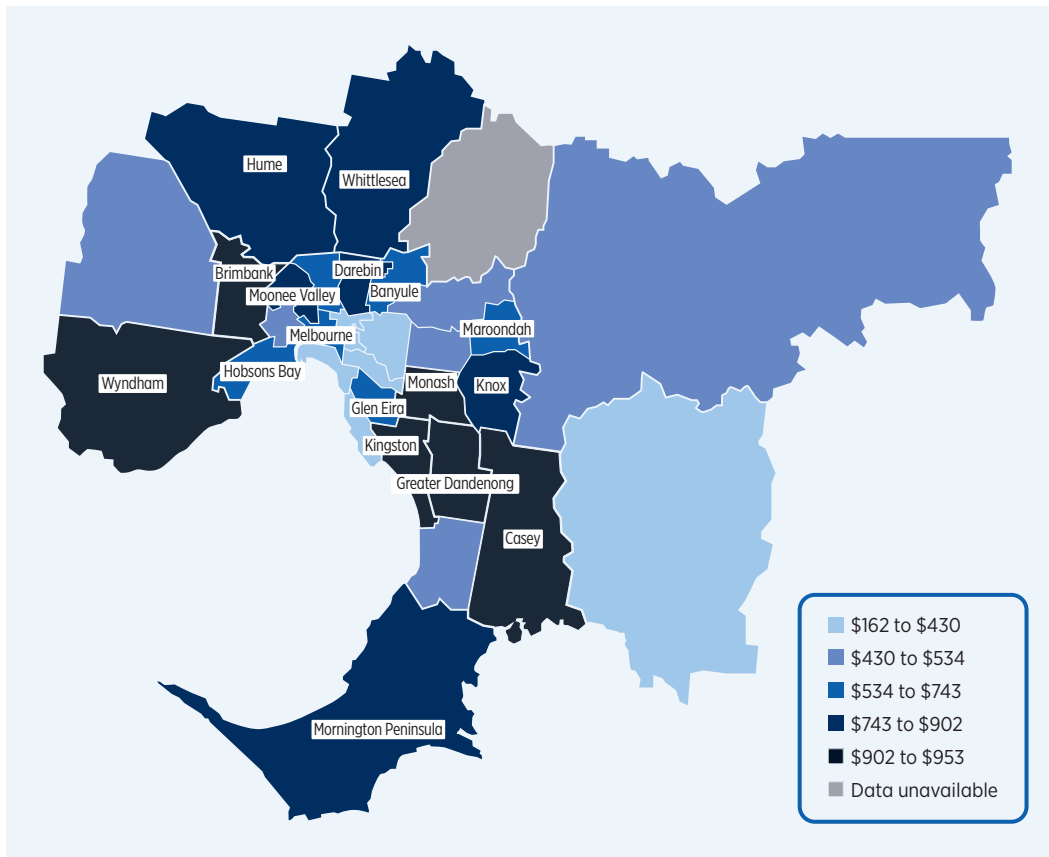 Hume
Whittlesea
Brimbank
Darebin
Moonee Valley
Banyule
Melbourne
Maroondah
Hobsons Bay
Wyndham
Monash
Knox
Glen Eira
Kingston
Greater Dandenong
Casey
Mornington Peninsula
$162 to $430
$430 to $534
$534 to $743
$743 to $902
$902 to $953
Data unavailable